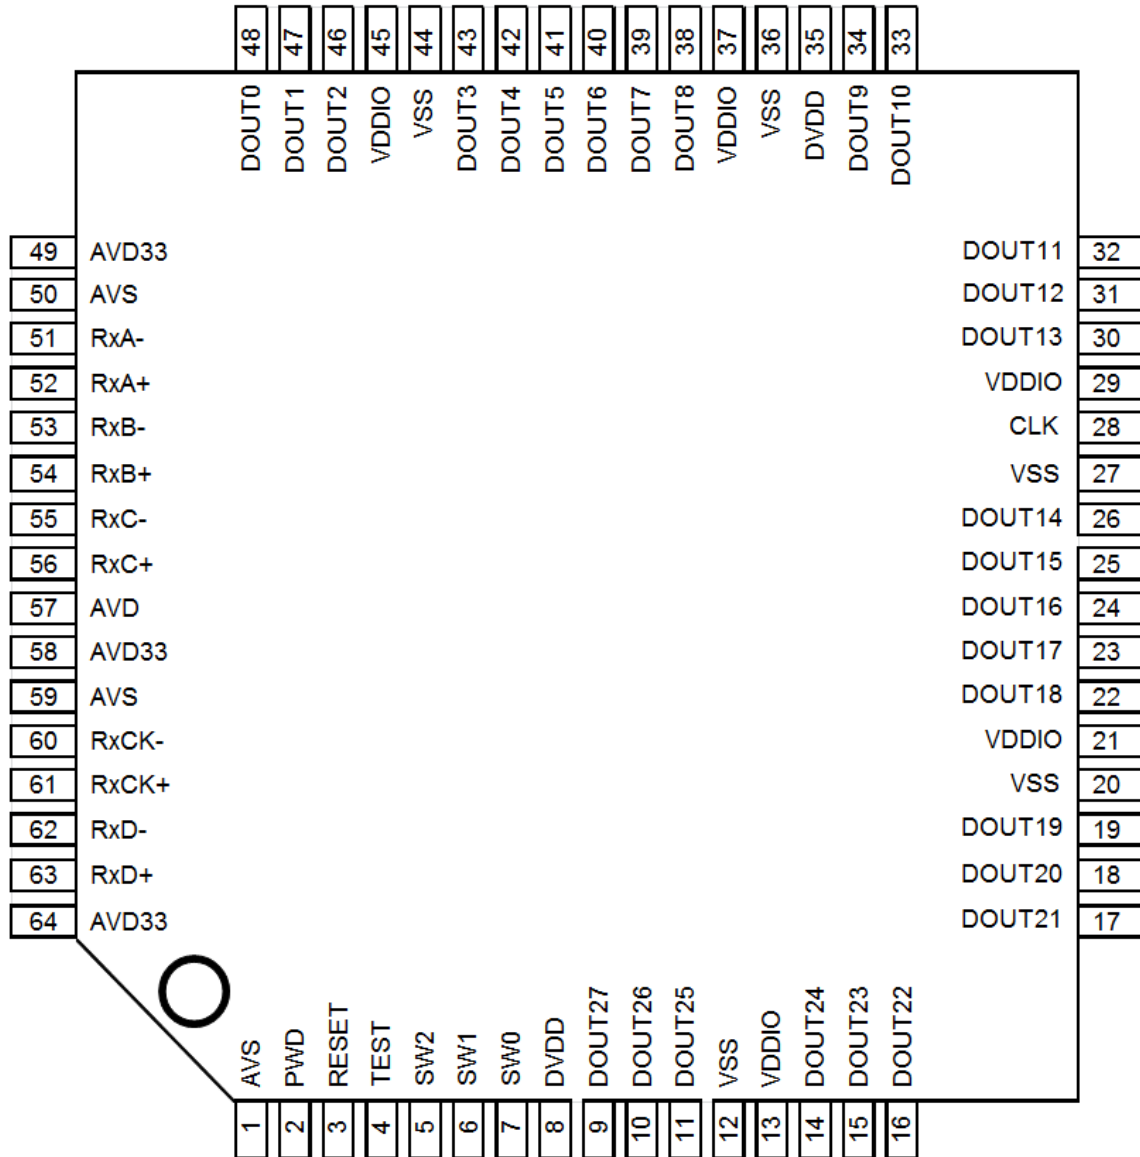 48 47 46 45 44 43 42 41 40 39 38 37 36 35 34 33
DOUT0 DOUT1 DOUT2 VDDIO VSS DOUT3 DOUT4 DOUT5 DOUT6 DOUT7 DOUT8 VDDIO VSS DVDD DOUT9 DOUT10
49 AVD33 DOUT11 32
50 AVS DOUT12 31
51 RxA- DOUT13 30
52 RxA+ VDDIO 29
53 RxB- CLK 28
54 RxB+ VSS 27
55 RxC- DOUT14 26
56 RxC+ DOUT15 25
57 AVD DOUT16 24
58 AVD33 DOUT17 23
59 AVS DOUT18 22
60 RxCK- VDDIO 21
61 RxCK+ VSS 20
62 RxD- DOUT19 19
63 RxD+ DOUT20 18
64 AVD33 DOUT21 17
AVS PWD RESET TEST SW2 SW1 SW0 DVDD DOUT27 DOUT26 DOUT25 VSS VDDIO DOUT24 DOUT23 DOUT22
1 2 3 4 5 6 7 8 9 10 11 12 13 14 15 16